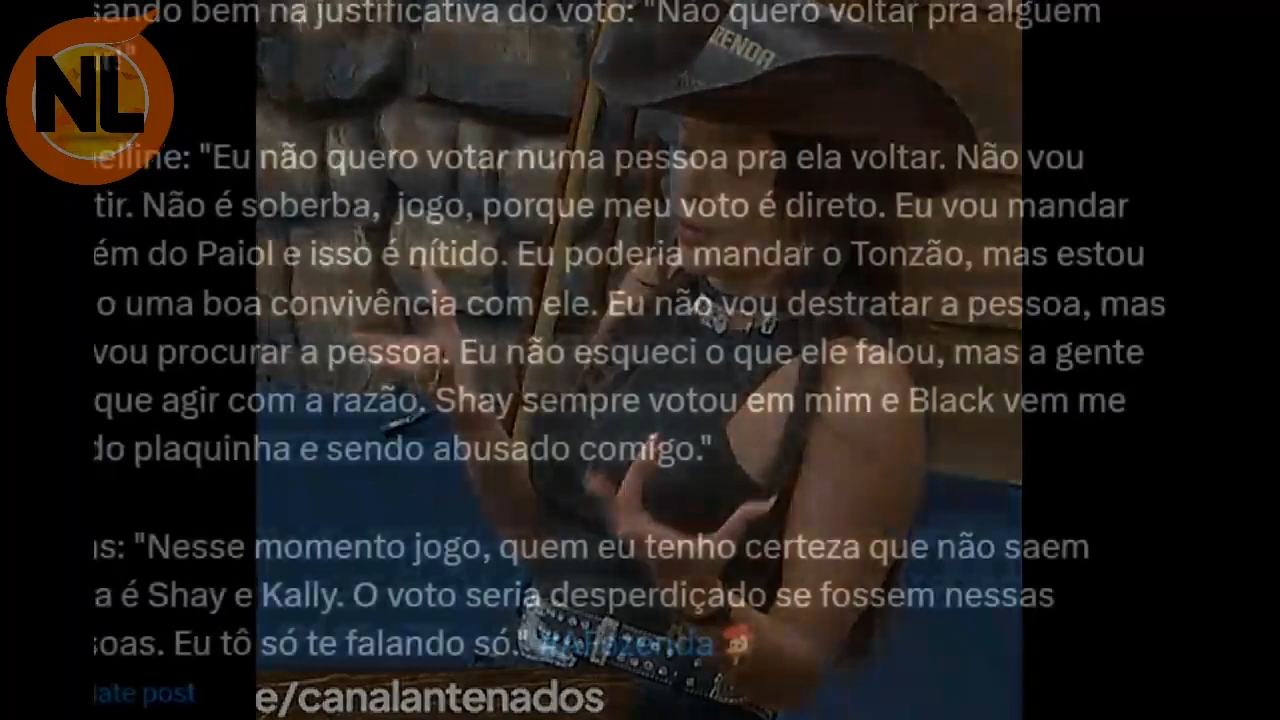 sando bem na justificativa do voto: "Não quero voltar pra alguem
NL
ZENDA
elline: "Eu não quero votar numa pessoa pra ela voltar. Não vou
tir. Não é soberba, jogo, porque meu voto é direto. Eu vou mandar
ém do Paiol e isso é nítido. Eu poderia mandar o Tonzão, mas estou
o uma boa convivência com ele. Eu não vou destratar a pessoa, mas
vou procurar a pessoa. Eu não esqueci o que ele falou, mas a gente
que agir com a razão. Shay sempre votou em mim e Black vem me
do plaquinha e sendo abusado comigo."
as: "Nesse momento jogo, quem eu tenho certeza que não saem
a é Shay e Kally. O voto seria desperdiçado se fossem nessas
soas. Eu tô só te falando só." #AFazenda
late post
e/canalantenados